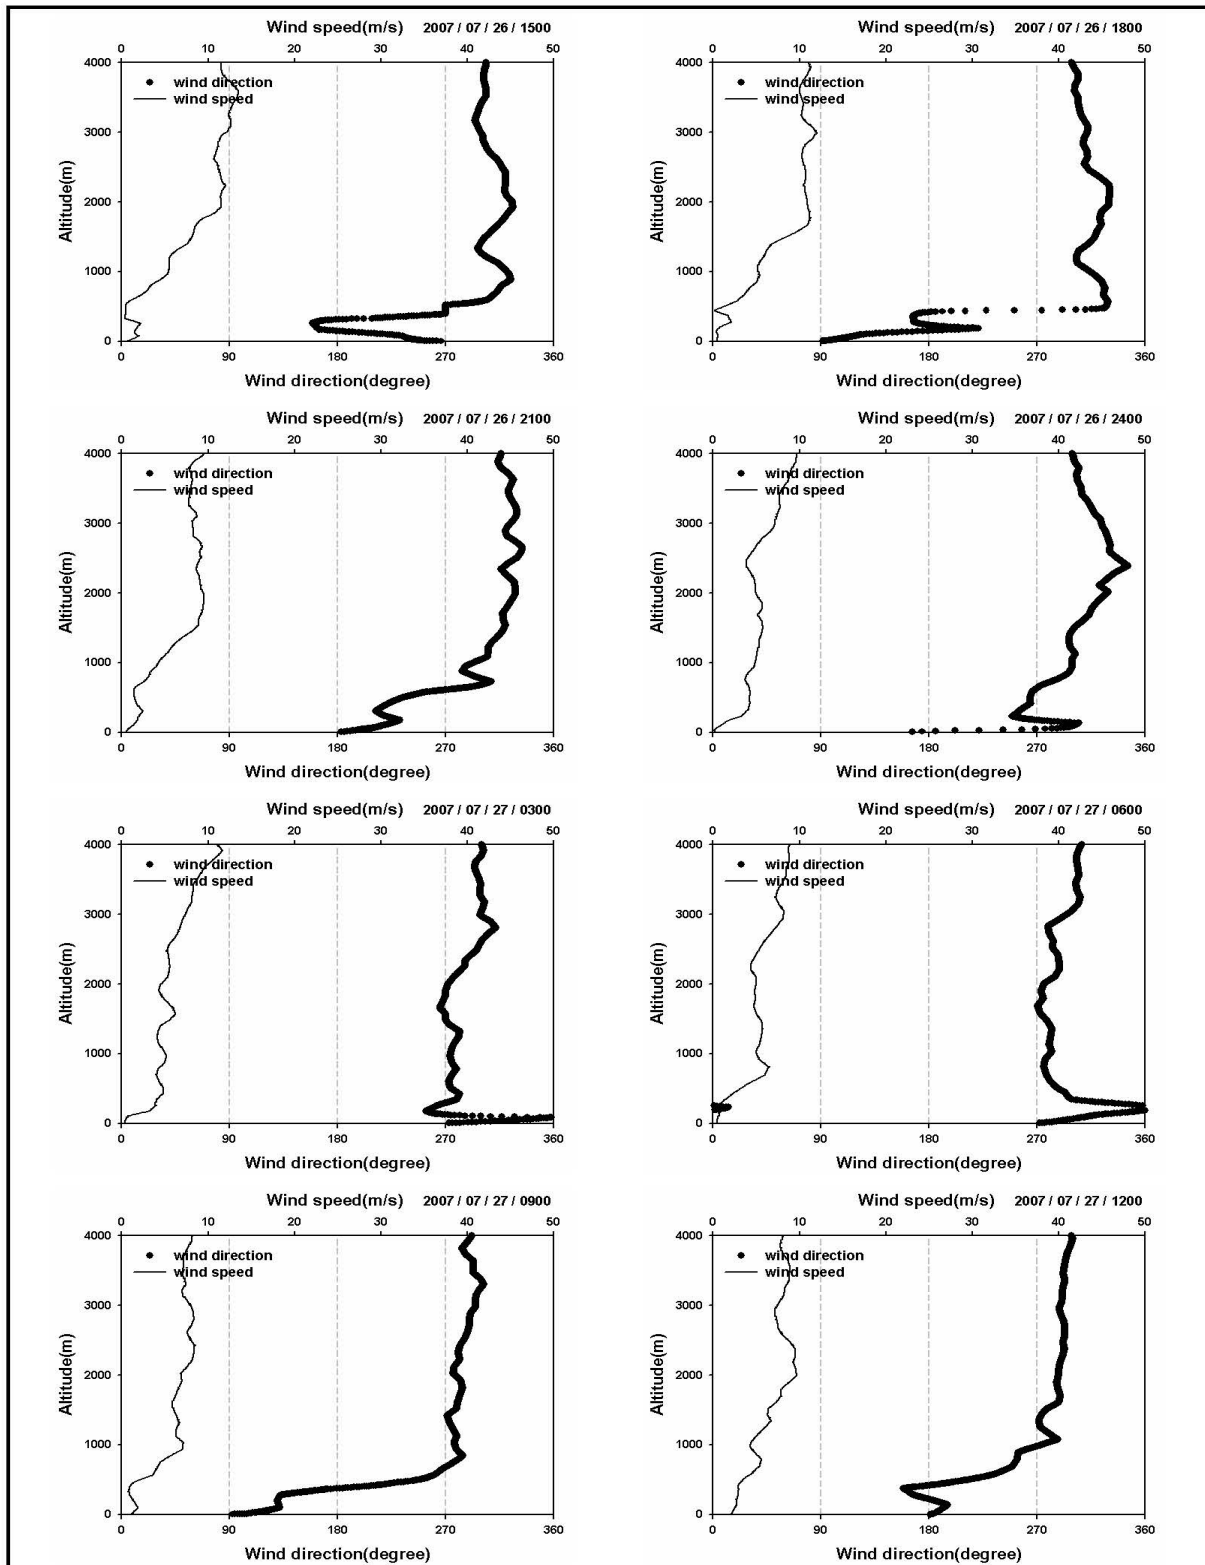 Wind speed(m/s) 2007 / 07 / 26 / 1500
0 10 20 30 40 50
4000
wind direction
wind speed
3000
Altitude(m)
2000
1000
0
0 90 180 270 360
Wind direction(degree)
Wind speed(m/s) 2007 / 07 / 26 / 1800
0 10 20 30 40 50
4000
wind direction
wind speed
3000
Altitude(m)
2000
1000
0
0 90 180 270 360
Wind direction(degree)
Wind speed(m/s) 2007 / 07 / 26 / 2100
0 10 20 30 40 50
4000
wind direction
wind speed
3000
Altitude(m)
2000
1000
0
0 90 180 270 360
Wind direction(degree)
Wind speed(m/s) 2007 / 07 / 26 / 2400
0 10 20 30 40 50
4000
wind direction
wind speed
3000
Altitude(m)
2000
1000
0
0 90 180 270 360
Wind direction(degree)
Wind speed(m/s) 2007 / 07 / 27 / 0300
0 10 20 30 40 50
4000
wind direction
wind speed
3000
Altitude(m)
2000
1000
0
0 90 180 270 360
Wind direction(degree)
Wind speed(m/s) 2007 / 07 / 27 / 0600
0 10 20 30 40 50
4000
wind direction
wind speed
3000
Altitude(m)
2000
1000
0
0 90 180 270 360
Wind direction(degree)
Wind speed(m/s) 2007 / 07 / 27 / 0900
0 10 20 30 40 50
4000
wind direction
wind speed
3000
Altitude(m)
2000
1000
0
0 90 180 270 360
Wind direction(degree)
Wind speed(m/s) 2007 / 07 / 27 / 1200
0 10 20 30 40 50
4000
wind direction
wind speed
3000
Altitude(m)
2000
1000
0
0 90 180 270 360
Wind direction(degree)